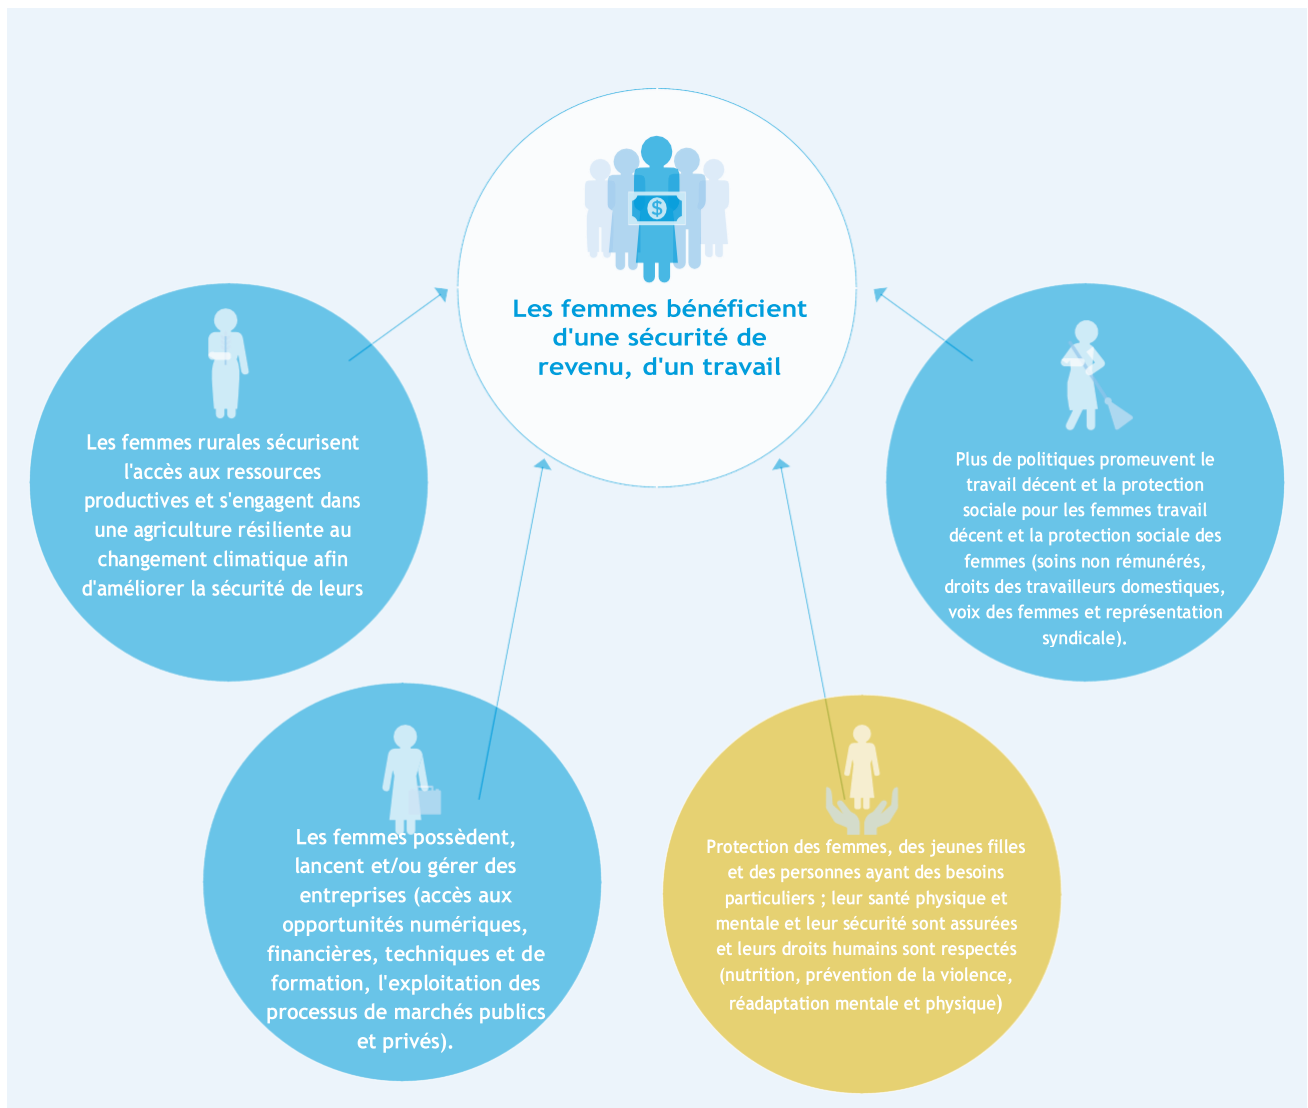 Les femmes bénéficient
d'une sécurité de
revenu, d'un travail
Les femmes rurales sécurisent
l'accès aux ressources
productives et s'engagent dans
une agriculture résiliente au
changement climatique afin
d'améliorer la sécurité de leurs
Plus de politiques promeuvent le
travail décent et la protection
sociale pour les femmes travail
décent et la protection sociale des
femmes (soins non rémunérés,
droits des travailleurs domestiques,
voix des femmes et représentation
syndicale).
Les femmes possèdent,
lancent et/ou gérer des
entreprises (accès aux
opportunités numériques,
financières, techniques et de
formation, l'exploitation des
processus de marchés publics
et privés).
Protection des femmes, des jeunes filles
et des personnes ayant des besoins
particuliers ; leur santé physique et
mentale et leur sécurité sont assurées
et leurs droits humains sont respectés
(nutrition, prévention de la violence,
réadaptation mentale et physique)